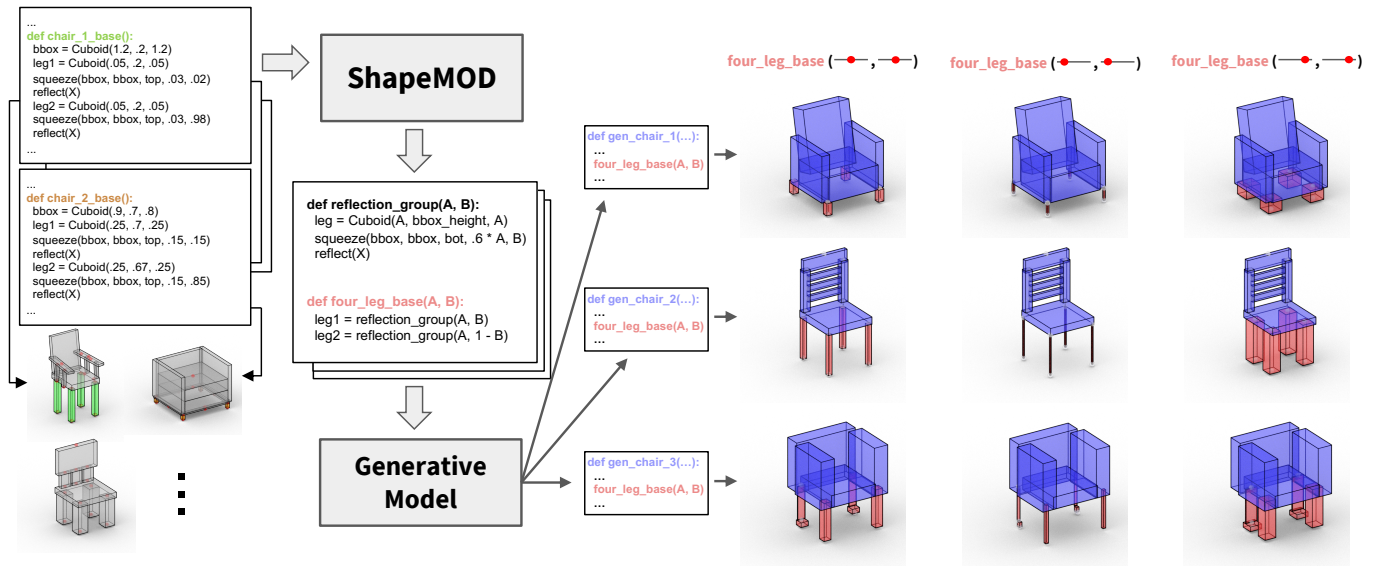 ...
def chair_1_base():
bbox = Cuboid(1.2, .2, 1.2)
leg1 = Cuboid(.05, .2, .05)
squeeze(bbox, bbox, top, .03, .02)
reflect(X)
leg2 = Cuboid(.05, .2, .05)
squeeze(bbox, bbox, top, .03, .98)
reflect(X)
...
...
def chair_2_base():
bbox = Cuboid(.9, .7, .8)
leg1 = Cuboid(.25, .7, .25)
squeeze(bbox, bbox, top, .15, .15)
reflect(X)
leg2 = Cuboid(.25, .67, .25)
squeeze(bbox, bbox, top, .15, .85)
reflect(X)
...
ShapeMOD
def reflection_group(A, B):
leg = Cuboid(A, bbox_height, A)
squeeze(bbox, bbox, bot, .6 * A, B)
reflect(X)
def four_leg_base(A, B):
leg1 = reflection_group(A, B)
leg2 = reflection_group(A, 1 - B)
Generative
Model
def gen_chair_1(...):
...
four_leg_base(A, B)
...
def gen_chair_2(...):
...
four_leg_base(A, B)
...
def gen_chair_3(...):
...
four_leg_base(A, B)
...
four_leg_base ( , )
four_leg_base ( , )
four_leg_base ( , )